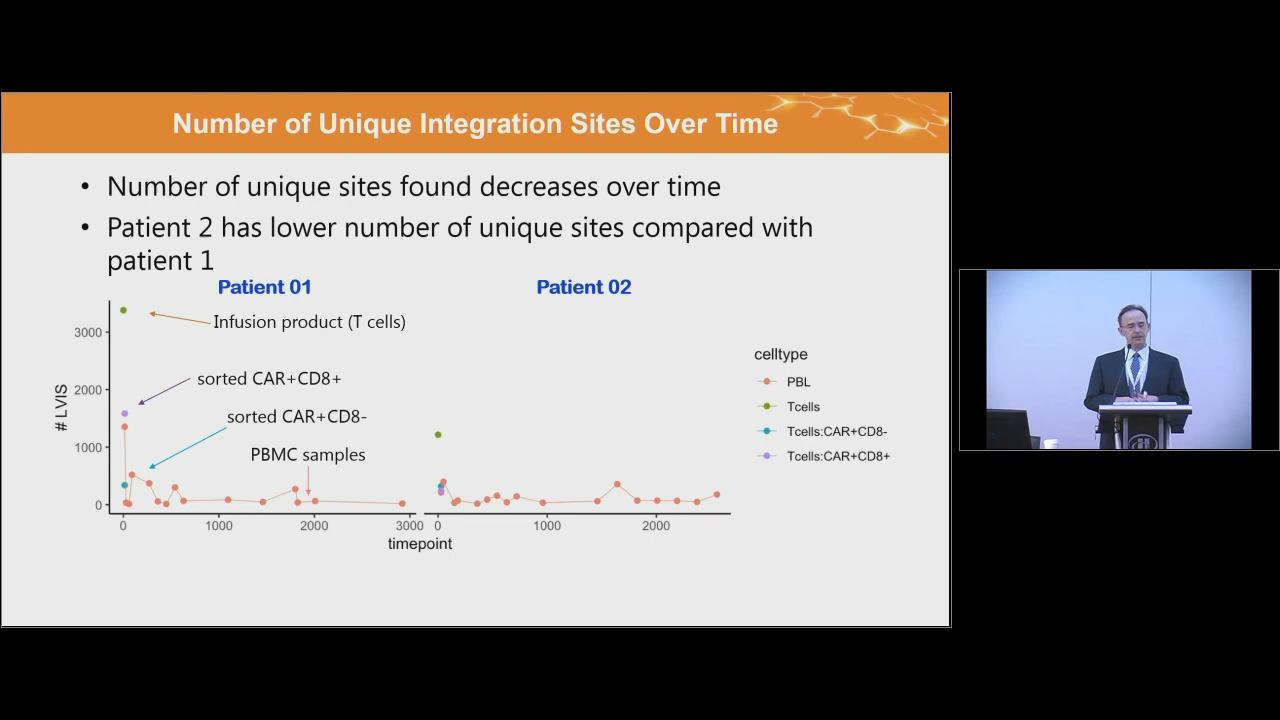 Number of Unique Integration Sites Over Time
• Number of unique sites found decreases over time
• Patient 2 has lower number of unique sites compared with
patient 1
Patient 01
Patient 02
# LVIS
3000
2000
1000
0
Infusion product (T cells)
sorted CAR+CD8+
sorted CAR+CD8-
PBMC samples
0 1000 2000 3000
0 1000 2000
timepoint
celltype
PBL
Tcells
Tcells:CAR+CD8-
Tcells:CAR+CD8+